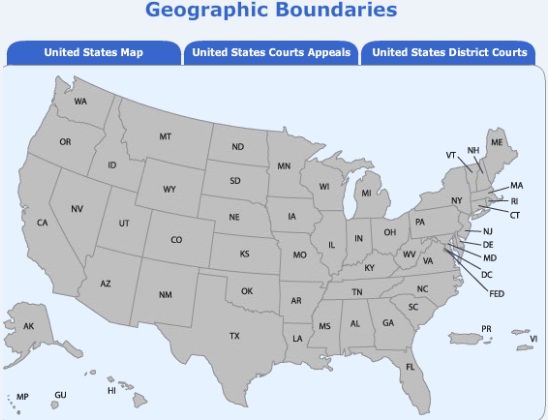 Geographic Boundaries
United States Map United States Courts Appeals United States District Courts
WA
OR
CA
NV
ID
MT
WY
UT
AZ
CO
NM
ND
SD
NE
KS
OK
TX
MN
IA
MO
AR
LA
WI
IL
MI
IN
OH
KY
TN
MS
AL
GA
FL
SC
NC
VA
WV
PA
NY
VT
NH
ME
MA
RI
CT
NJ
DE
MD
DC
FED
PR
VI
AK
HI
GU
MP